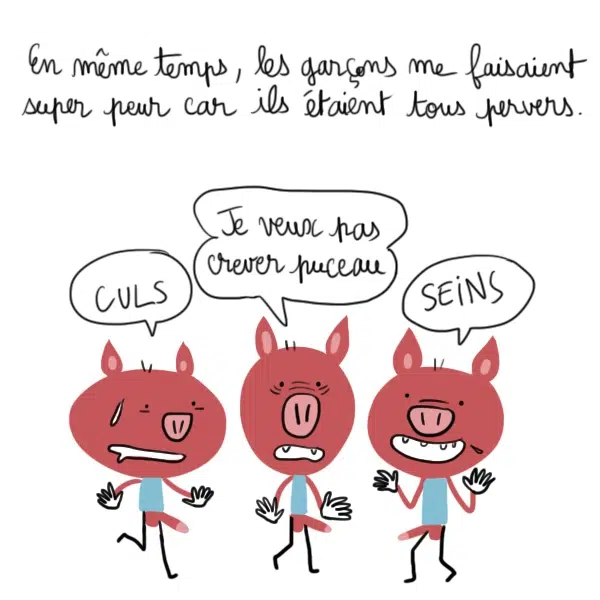 En même temps, les garçons me faisaient
super peur car ils étaient tous pervers.
Je veux pas
crever puceau
CULS
SEiNS